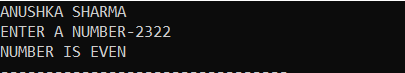 ANUSHKA SHARMA
ENTER A NUMBER-2322
NUMBER IS EVEN
--------------------------------